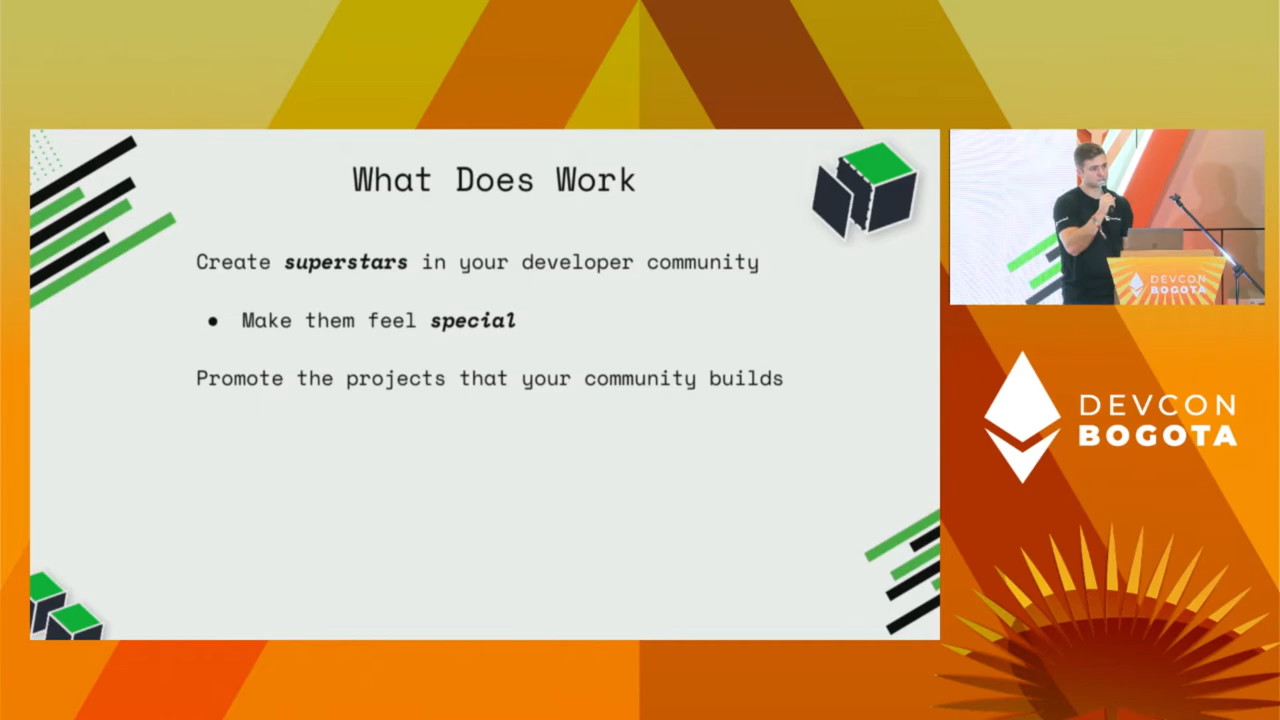 What Does Work
Create superstars in your developer community
● Make them feel special
Promote the projects that your community builds
DEVCON
BOGOTA
DEVCON
BOGOTA